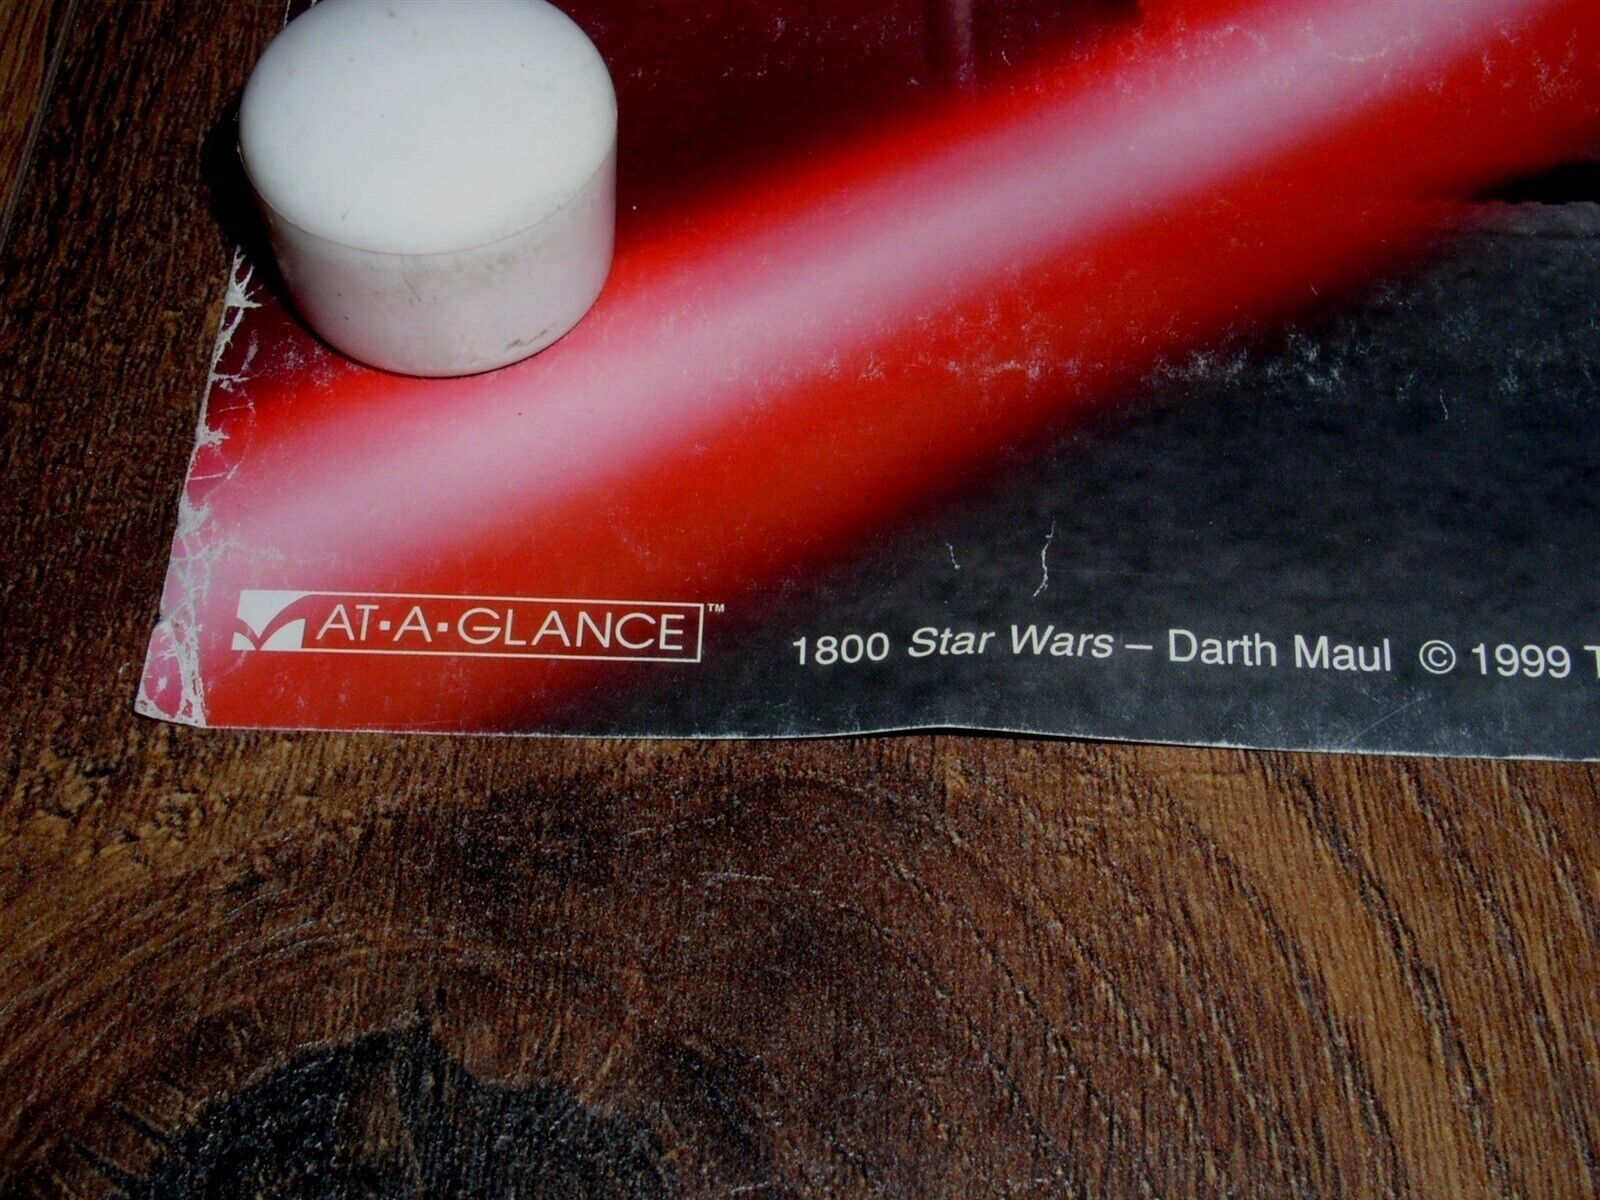 AT·A·GLANCE™
1800 Star Wars – Darth Maul © 1999